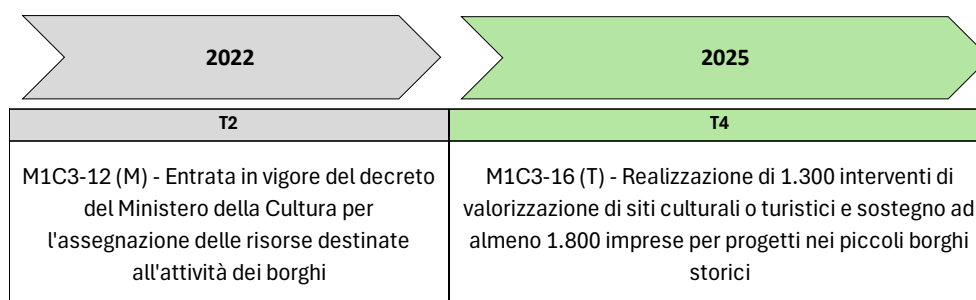 2022
2025
T2
T4
M1C3-12 (M) - Entrata in vigore del decreto
del Ministero della Cultura per
l'assegnazione delle risorse destinate
all'attività dei borghi
M1C3-16 (T) - Realizzazione di 1.300 interventi di
valorizzazione di siti culturali o turistici e sostegno ad
almeno 1.800 imprese per progetti nei piccoli borghi
storici